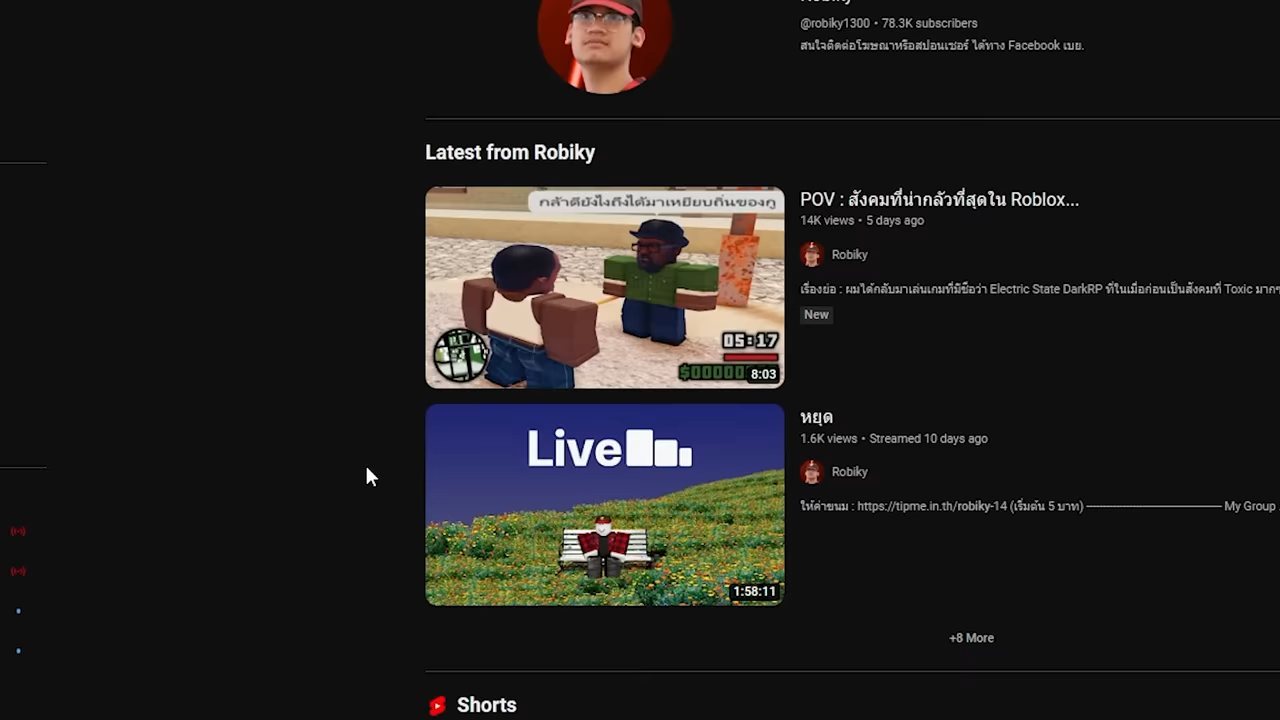 @robiky1300 • 78.3K subscribers
สนใจติดต่อโฆษณาหรือสปอนเซอร์ ได้ทาง Facebook เบย.
Latest from Robiky
กล้าดียังไงถึงได้มาเหยียบถิ่นของกู
05:17
8:03
POV : สังคมที่น่ากลัวที่สุดใน Roblox...
14K views • 5 days ago
Robiky
เรื่องย่อ : ผมได้กลับมาเล่นเกมที่มีชื่อว่า Electric State DarkRP ที่ในเมื่อก่อนเป็นสังคมที่ Toxic มากๆ
New
Live
1:58:11
หยุด
1.6K views • Streamed 10 days ago
Robiky
ให้ค่าขนม : https://tipme.in.th/robiky-14 (เริ่มต้น 5 บาท) ──────────── My Group
+8 More
Shorts